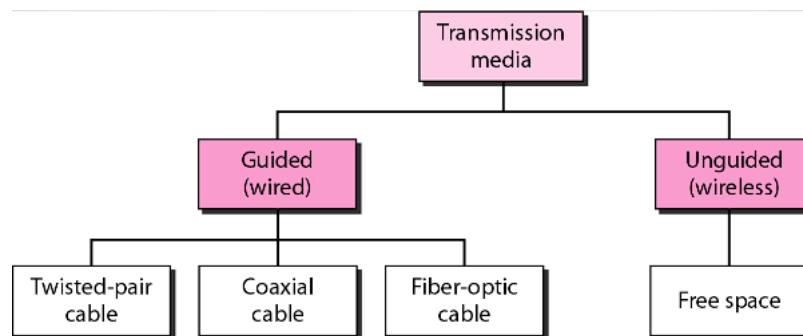 Transmission
media
Guided
(wired)
Unguided
(wireless)
Twisted-pair
cable
Coaxial
cable
Fiber-optic
cable
Free space